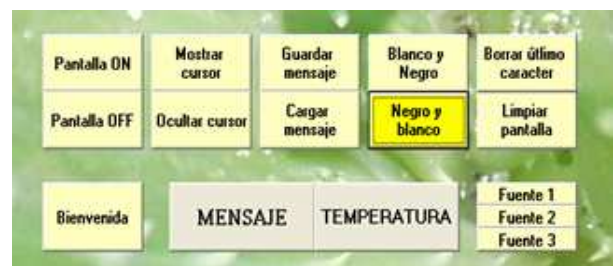 Pantalla ON
Mostrar
cursor
Guardar
mensaje
Blanco y
Negro
Borrar útlimo
caracter
Pantalla OFF
Ocultar cursor
Cargar
mensaje
Negro y
blanco
Limpiar
pantalla
Bienvenida
MENSAJE
TEMPERATURA
Fuente 1
Fuente 2
Fuente 3